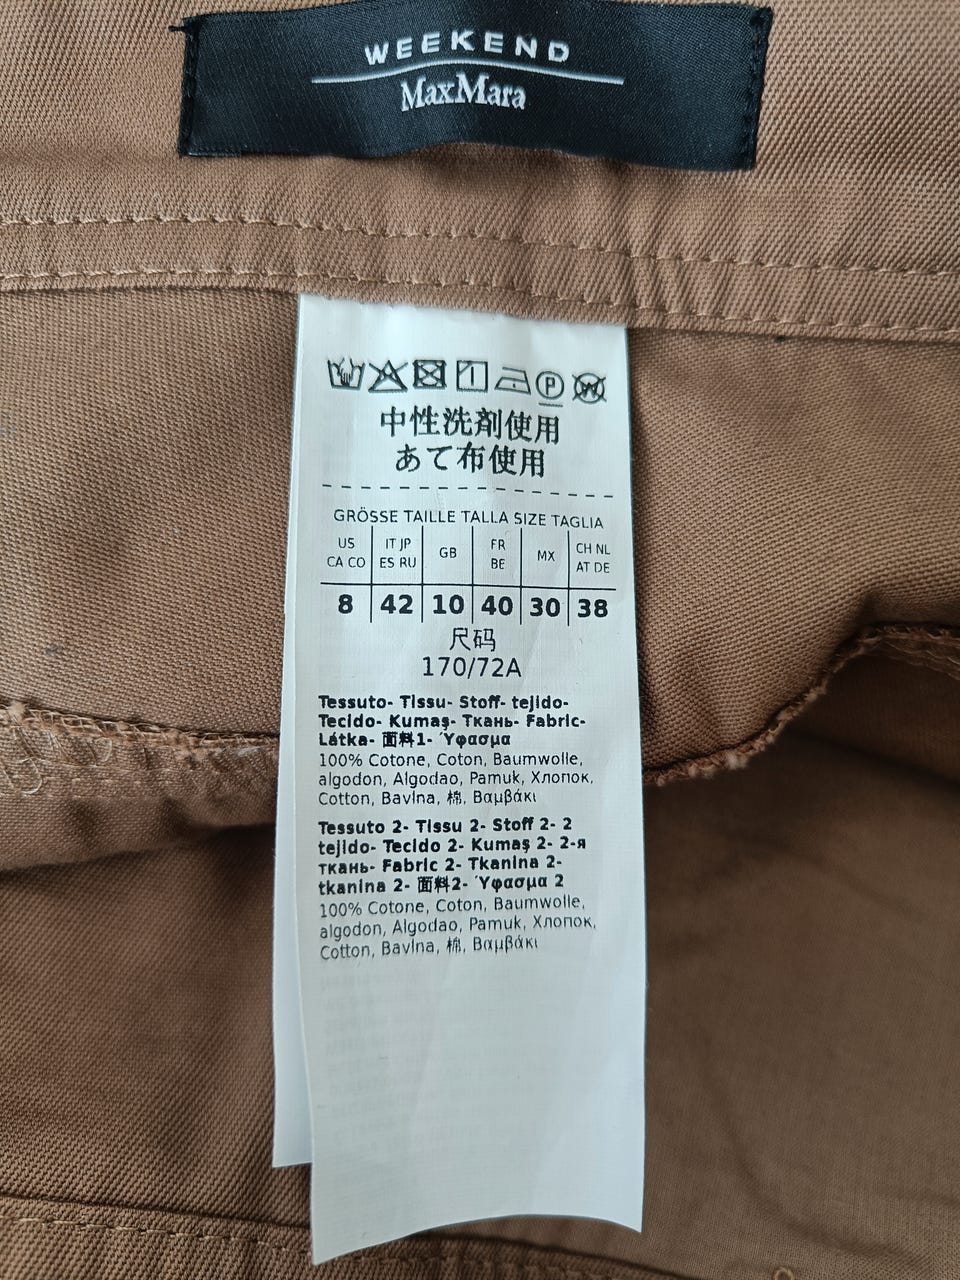 WEEKEND
MaxMara
P
W
中性洗剤使用
あて布使用
GRÖSSE TAILLE TALLA SIZE TAGLIA
US CA CO | IT JP ES RU | GB | FR BE | MX | CH NL AT DE
8 | 42 | 10 | 40 | 30 | 38
尺码
170/72A
Tessuto- Tissu- Stoff- tejido-
Tecido- Kumaş- Ткань- Fabric-
Látka- 面料1- Ύφασμα
100% Cotone, Coton, Baumwolle,
algodon, Algodao, Pamuk, Хлопок,
Cotton, Bavlna, 棉, Βαμβάκι
Tessuto 2- Tissu 2- Stoff 2- 2
tejido- Tecido 2- Kumaş 2- 2-я
ткань- Fabric 2- Tkanina 2-
tkanina 2- 面料2- Ύφασμα 2
100% Cotone, Coton, Baumwolle,
algodon, Algodao, Pamuk, Хлопок,
Cotton, Bavlna, 棉, Βαμβάκι